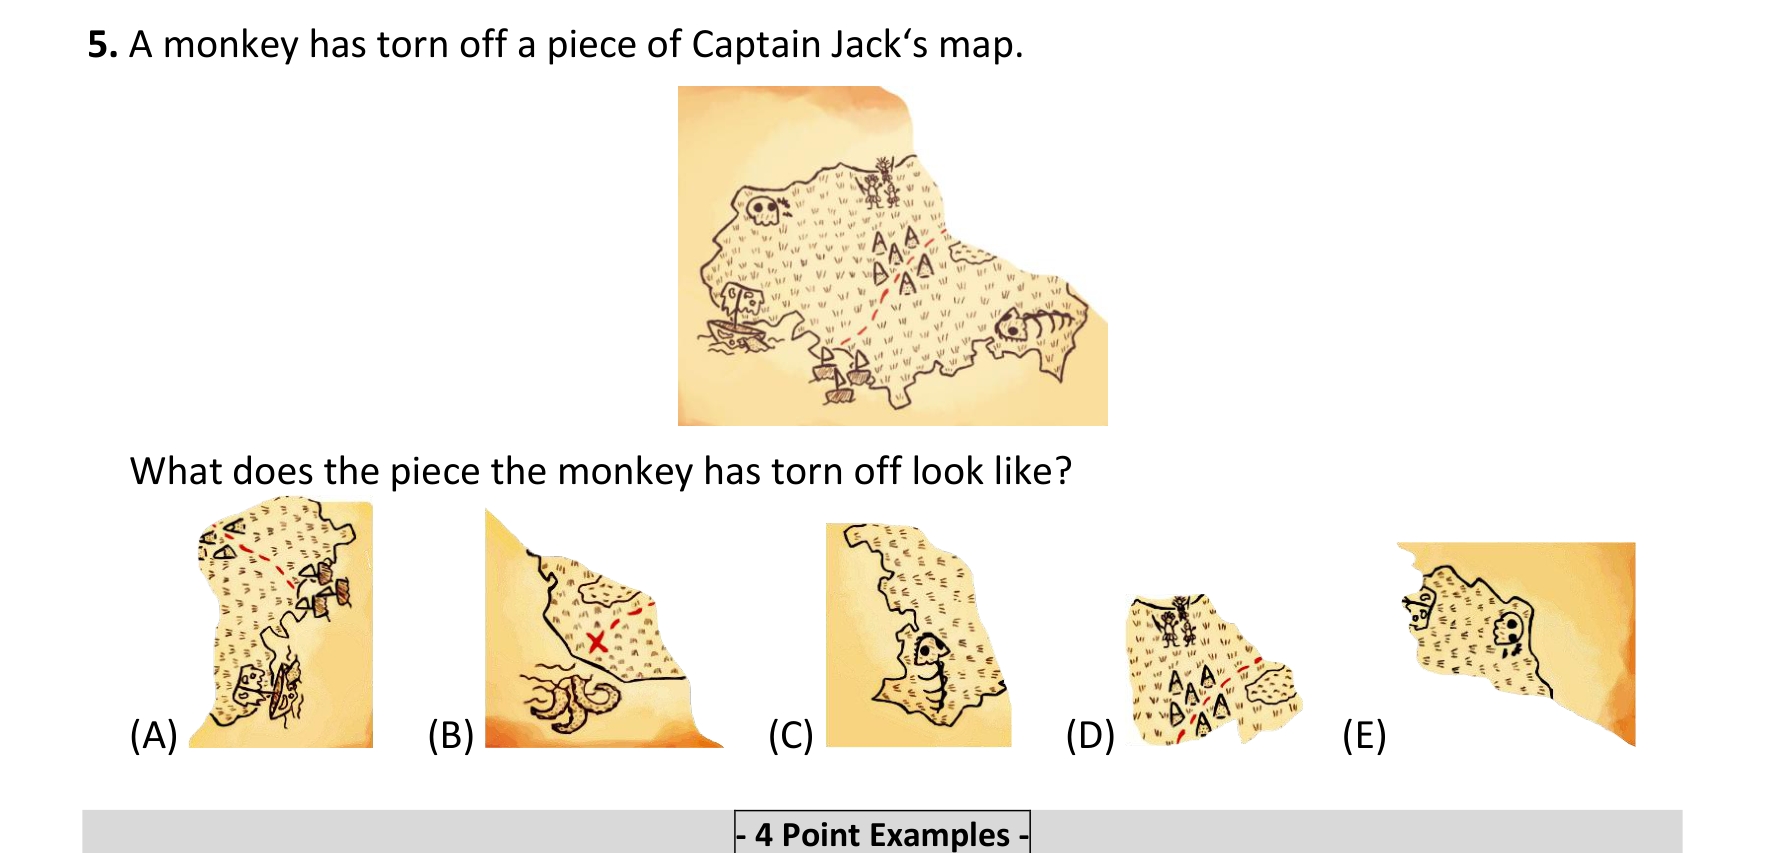 5. A monkey has torn off a piece of Captain Jack‘s map.
What does the piece the monkey has torn off look like?
(A) (B) (C) (D) (E)
- 4 Point Examples -